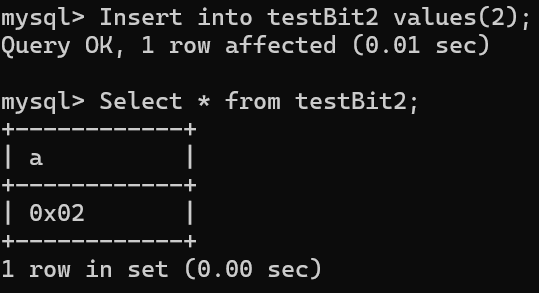 mysql> Insert into testBit2 values(2);
Query OK, 1 row affected (0.01 sec)
mysql> Select * from testBit2;
+------------+
| a          |
+------------+
| 0x02       |
+------------+
1 row in set (0.00 sec)